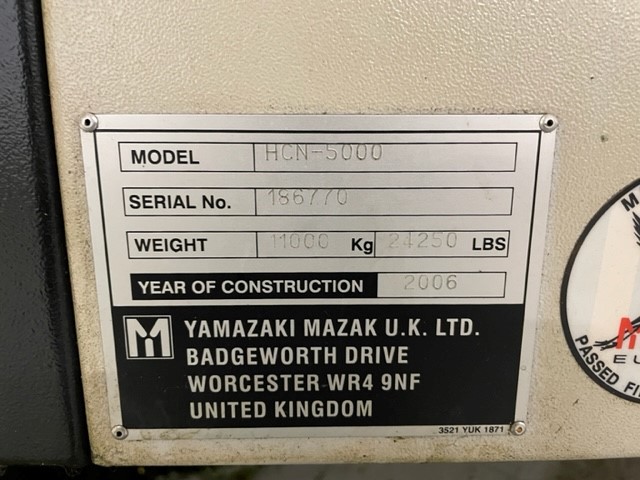 MODEL HCN-5000
SERIAL No. 186770
WEIGHT 11000 Kg 24250 LBS
YEAR OF CONSTRUCTION 2006
YAMAZAKI MAZAK U.K. LTD.
BADGEWORTH DRIVE
WORCESTER WR4 9NF
UNITED KINGDOM
3521 YUK 1871
PASSED